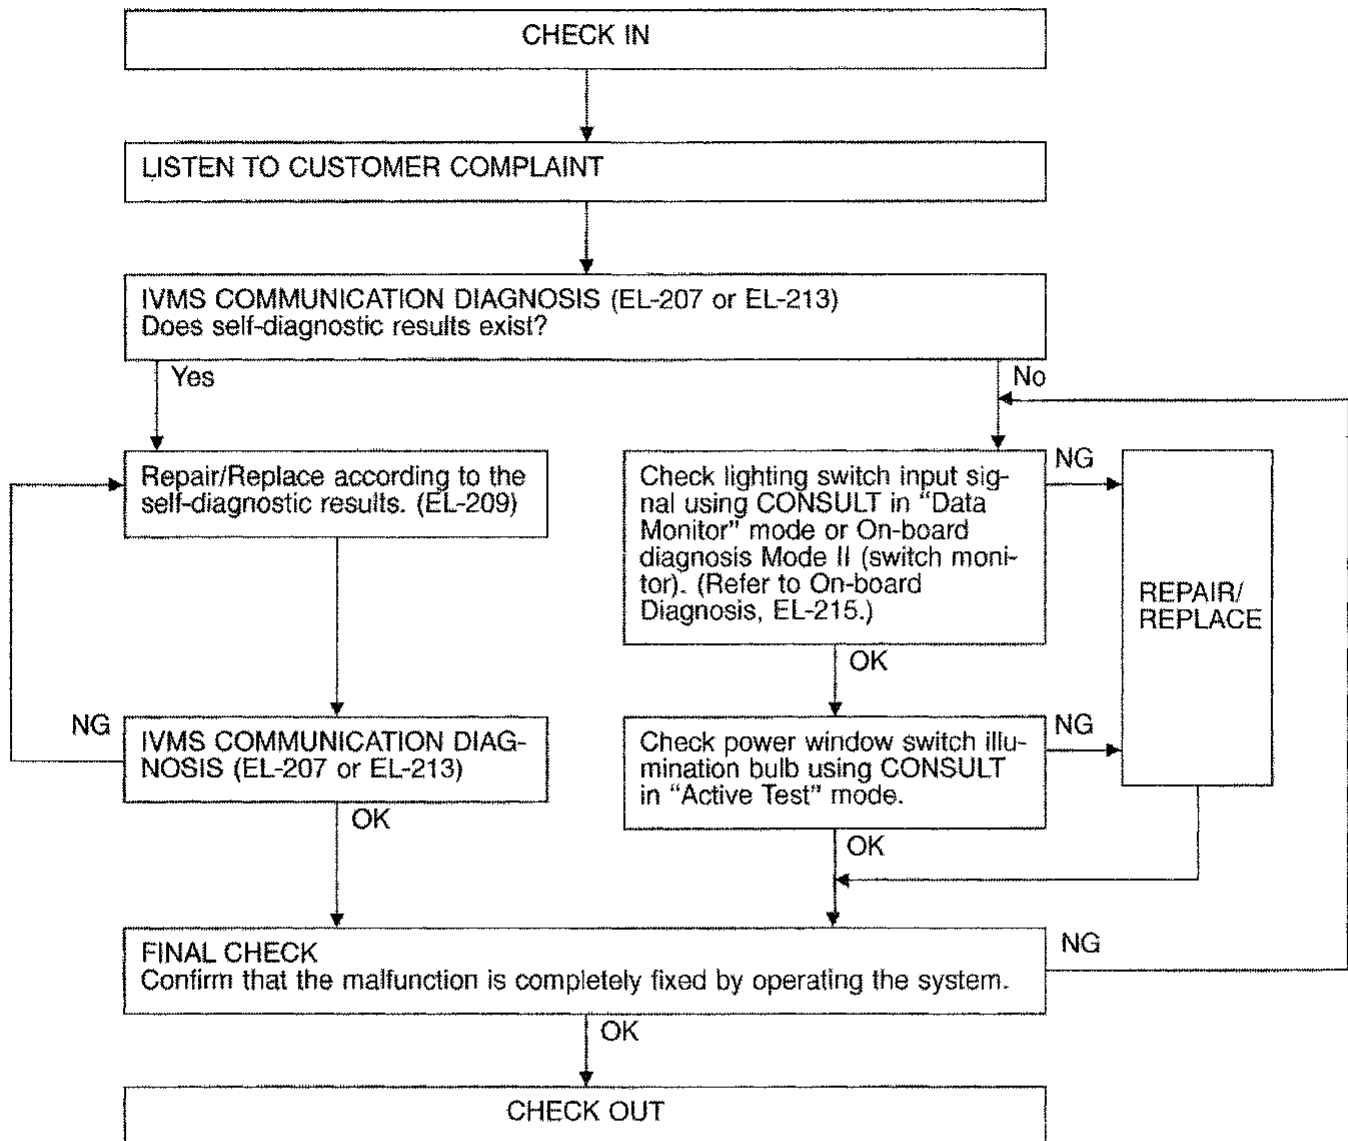 CHECK IN
LISTEN TO CUSTOMER COMPLAINT
IVMS COMMUNICATION DIAGNOSIS (EL-207 or EL-213)
Does self-diagnostic results exist?
Yes
No
Repair/Replace according to the
self-diagnostic results. (EL-209)
Check lighting switch input sig-
nal using CONSULT in “Data
Monitor” mode or On-board
diagnosis Mode II (switch moni-
tor). (Refer to On-board
Diagnosis, EL-215.)
NG
REPAIR/
REPLACE
OK
NG
IVMS COMMUNICATION DIAG-
NOSIS (EL-207 or EL-213)
OK
Check power window switch illu-
mination bulb using CONSULT
in “Active Test” mode.
NG
OK
FINAL CHECK
Confirm that the malfunction is completely fixed by operating the system.
NG
OK
CHECK OUT